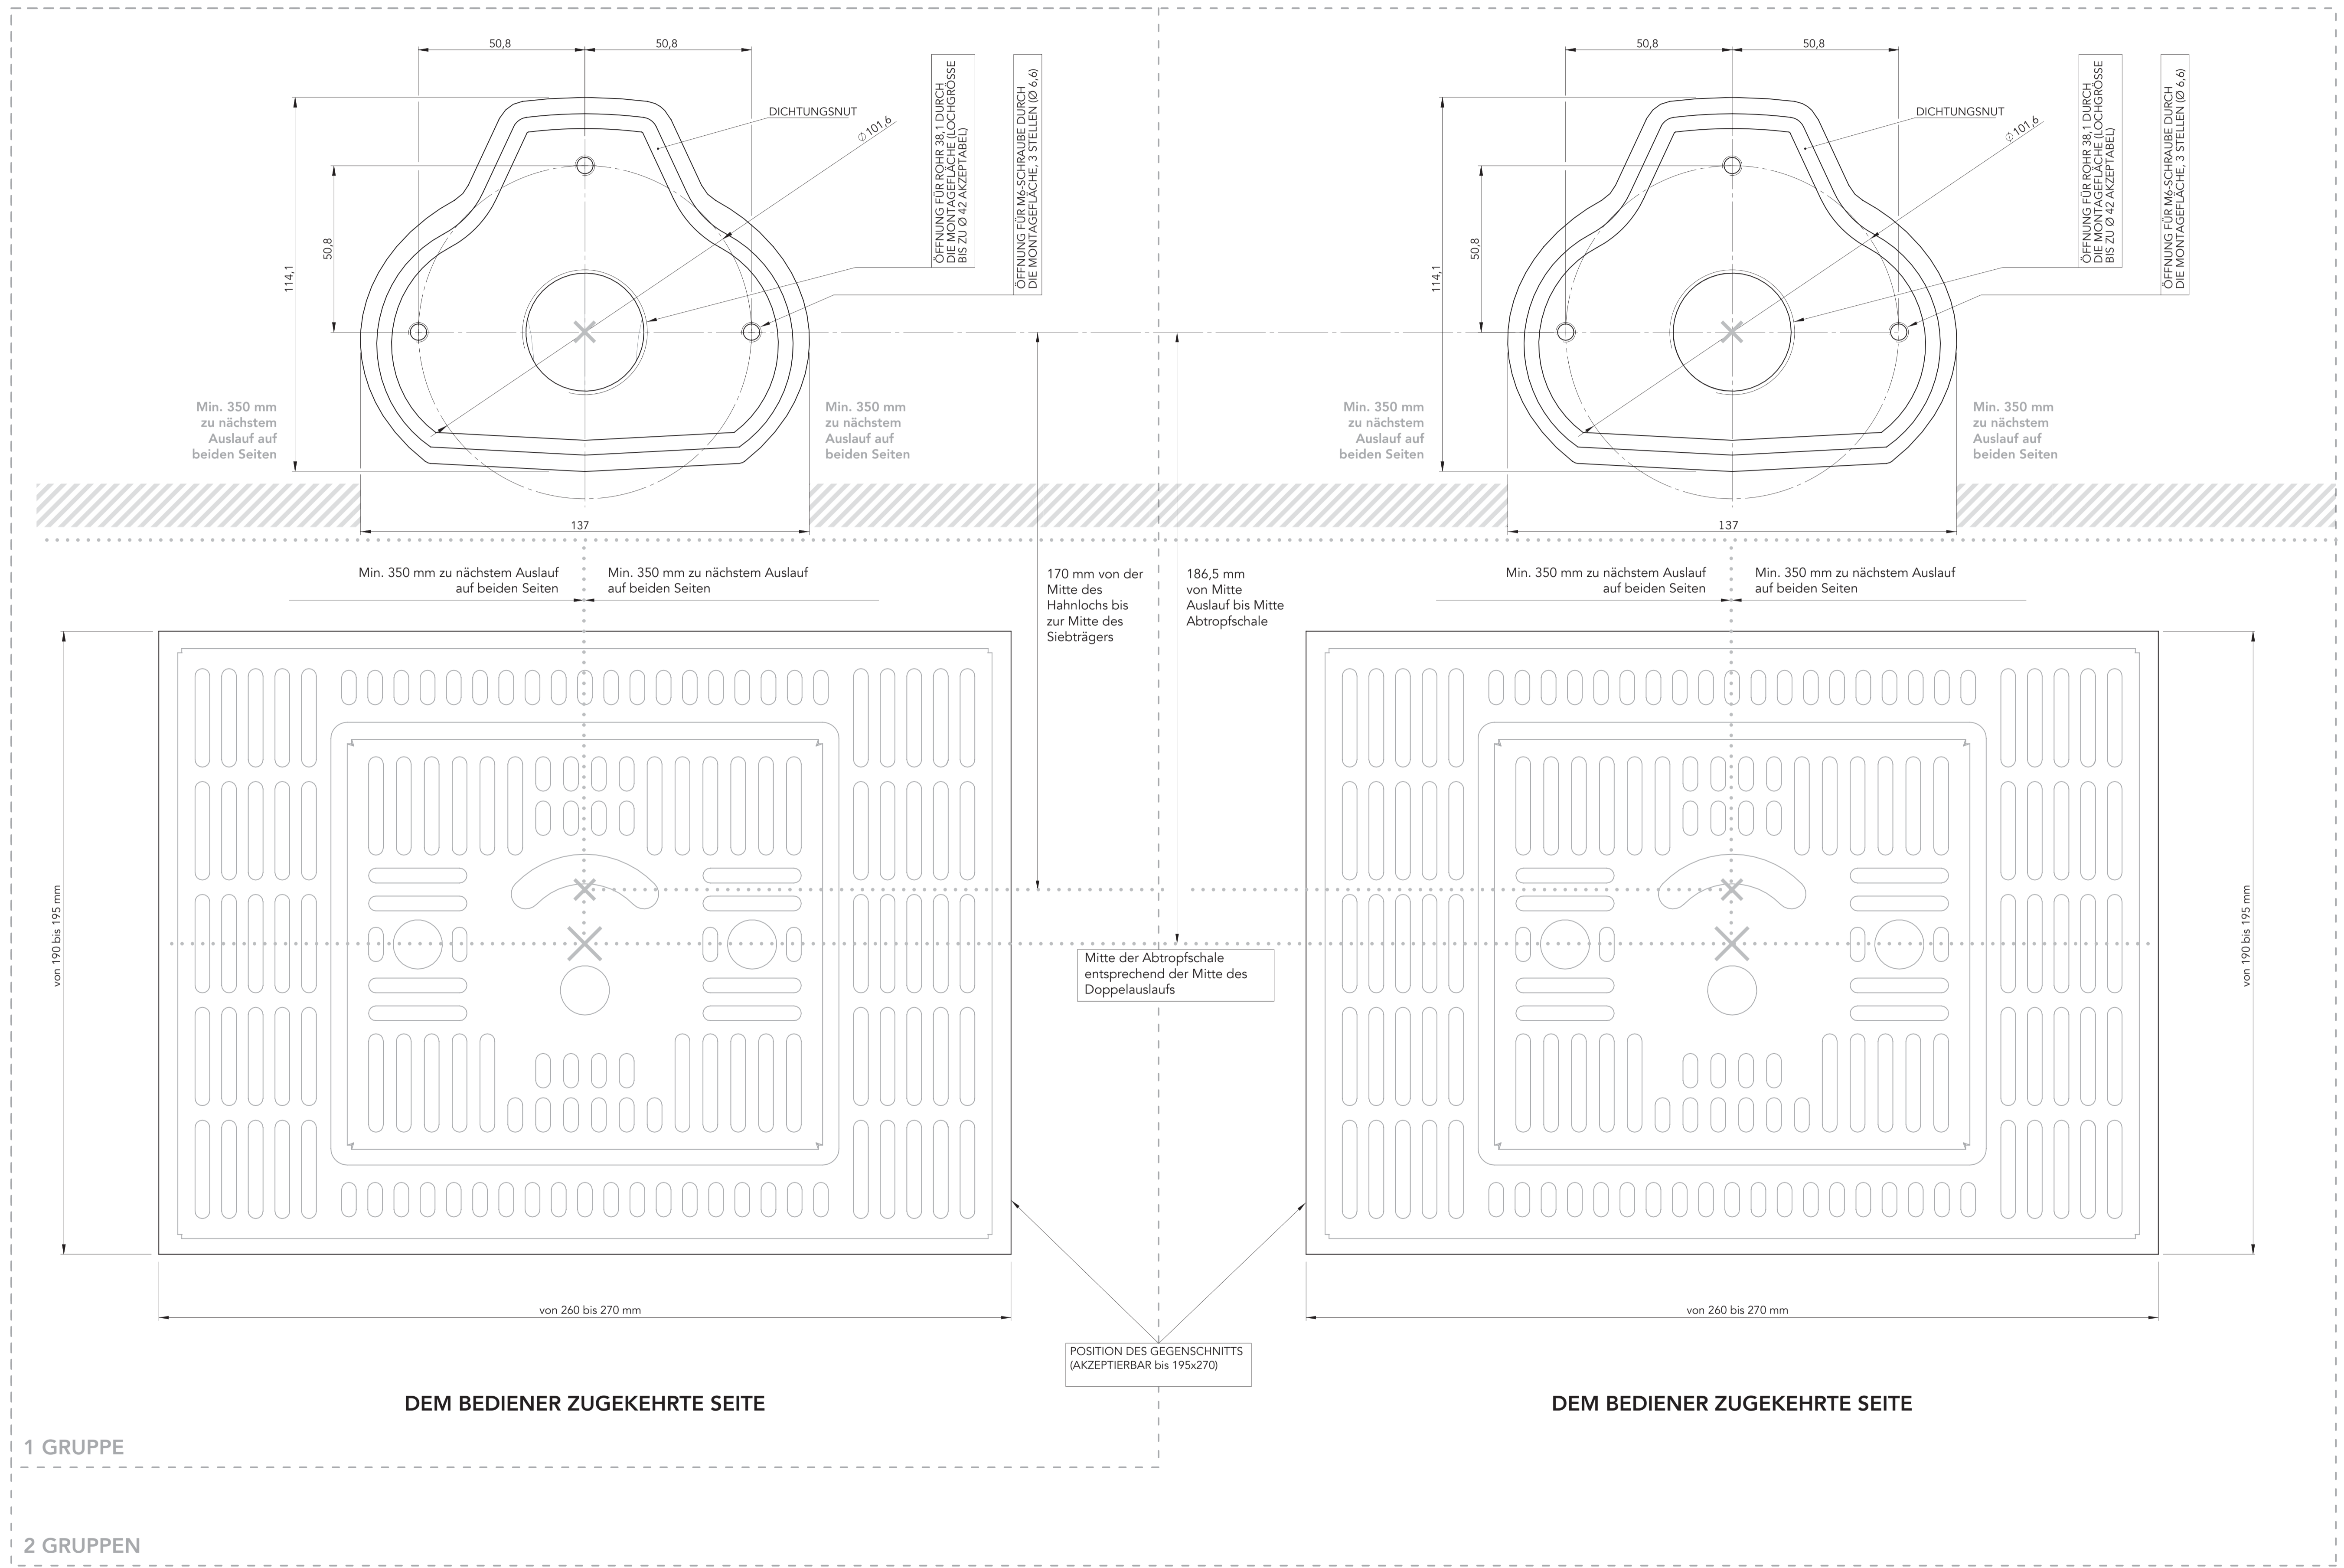 50,8
50,8
DICHTUNGSNUT
Ø 101,6
ÖFFNUNG FÜR ROHR 38,1 DURCH
DIE MONTAGEFLÄCHE (LOCHGRÖSSE
BIS ZU Ø 42 AKZEPTABEL)
ÖFFNUNG FÜR M6-SCHRAUBE DURCH
DIE MONTAGEFLÄCHE, 3 STELLEN (Ø 6,6)
50,8
114,1
Min. 350 mm
zu nächstem
Auslauf auf
beiden Seiten
Min. 350 mm
zu nächstem
Auslauf auf
beiden Seiten
137
50,8
50,8
DICHTUNGSNUT
Ø 101,6
ÖFFNUNG FÜR ROHR 38,1 DURCH
DIE MONTAGEFLÄCHE (LOCHGRÖSSE
BIS ZU Ø 42 AKZEPTABEL)
ÖFFNUNG FÜR M6-SCHRAUBE DURCH
DIE MONTAGEFLÄCHE, 3 STELLEN (Ø 6,6)
50,8
114,1
Min. 350 mm
zu nächstem
Auslauf auf
beiden Seiten
Min. 350 mm
zu nächstem
Auslauf auf
beiden Seiten
137
Min. 350 mm zu nächstem Auslauf
auf beiden Seiten
Min. 350 mm zu nächstem Auslauf
auf beiden Seiten
170 mm von der
Mitte des
Hahnlochs bis
zur Mitte des
Siebträgers
186,5 mm
von Mitte
Auslauf bis Mitte
Abtropfschale
Min. 350 mm zu nächstem Auslauf
auf beiden Seiten
Min. 350 mm zu nächstem Auslauf
auf beiden Seiten
von 190 bis 195 mm
Mitte der Abtropfschale
entsprechend der Mitte des
Doppelauslaufs
von 190 bis 195 mm
von 260 bis 270 mm
von 260 bis 270 mm
POSITION DES GEGENSCHNITTS
(AKZEPTIERBAR bis 195x270)
DEM BEDIENER ZUGEKEHRTE SEITE
DEM BEDIENER ZUGEKEHRTE SEITE
1 GRUPPE
2 GRUPPEN